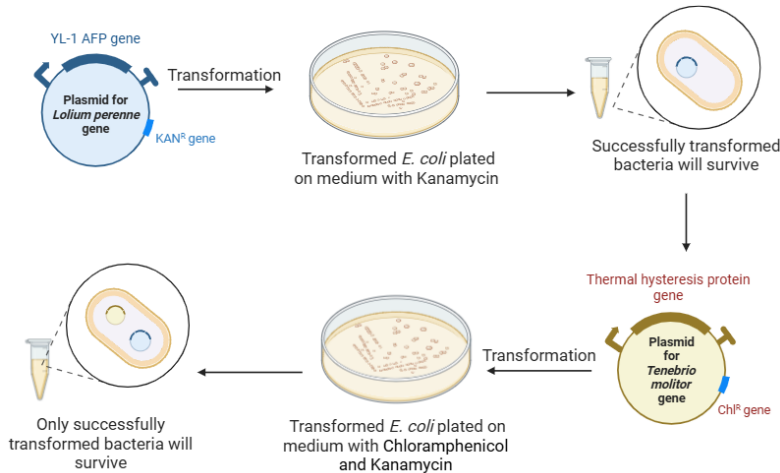 YL-1 AFP gene
Plasmid for
Lolium perenne
gene
KANᴿ gene
Transformation
Transformed E. coli plated
on medium with Kanamycin
Successfully transformed
bacteria will survive
Thermal hysteresis protein
gene
Plasmid
for
Tenebrio
molitor
gene
Chlᴿ gene
Transformation
Transformed E. coli plated on
medium with Chloramphenicol
and Kanamycin
Only successfully
transformed bacteria will
survive